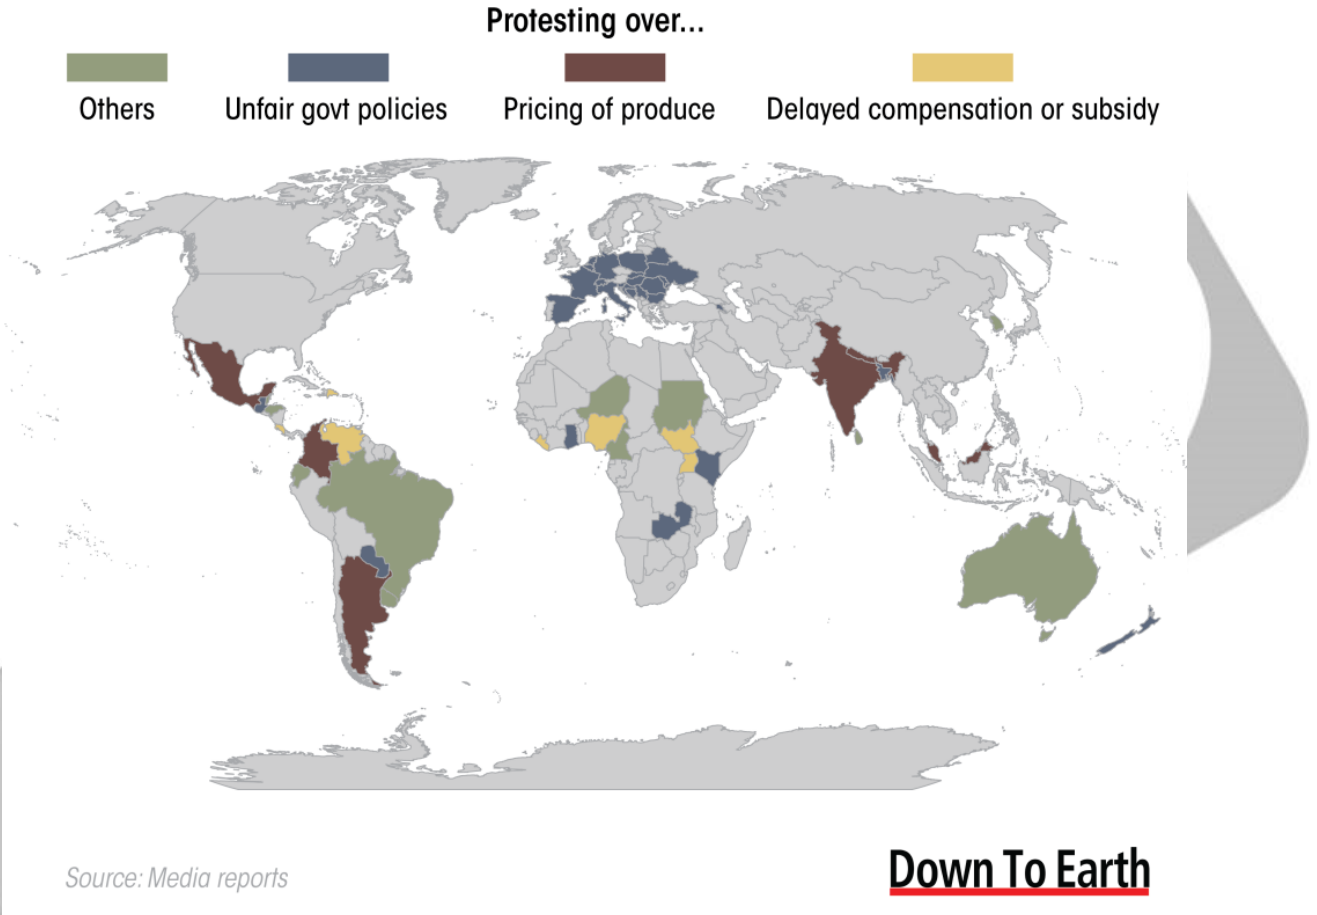 Protesting over...
Others
Unfair govt policies
Pricing of produce
Delayed compensation or subsidy
Source: Media reports
Down To Earth